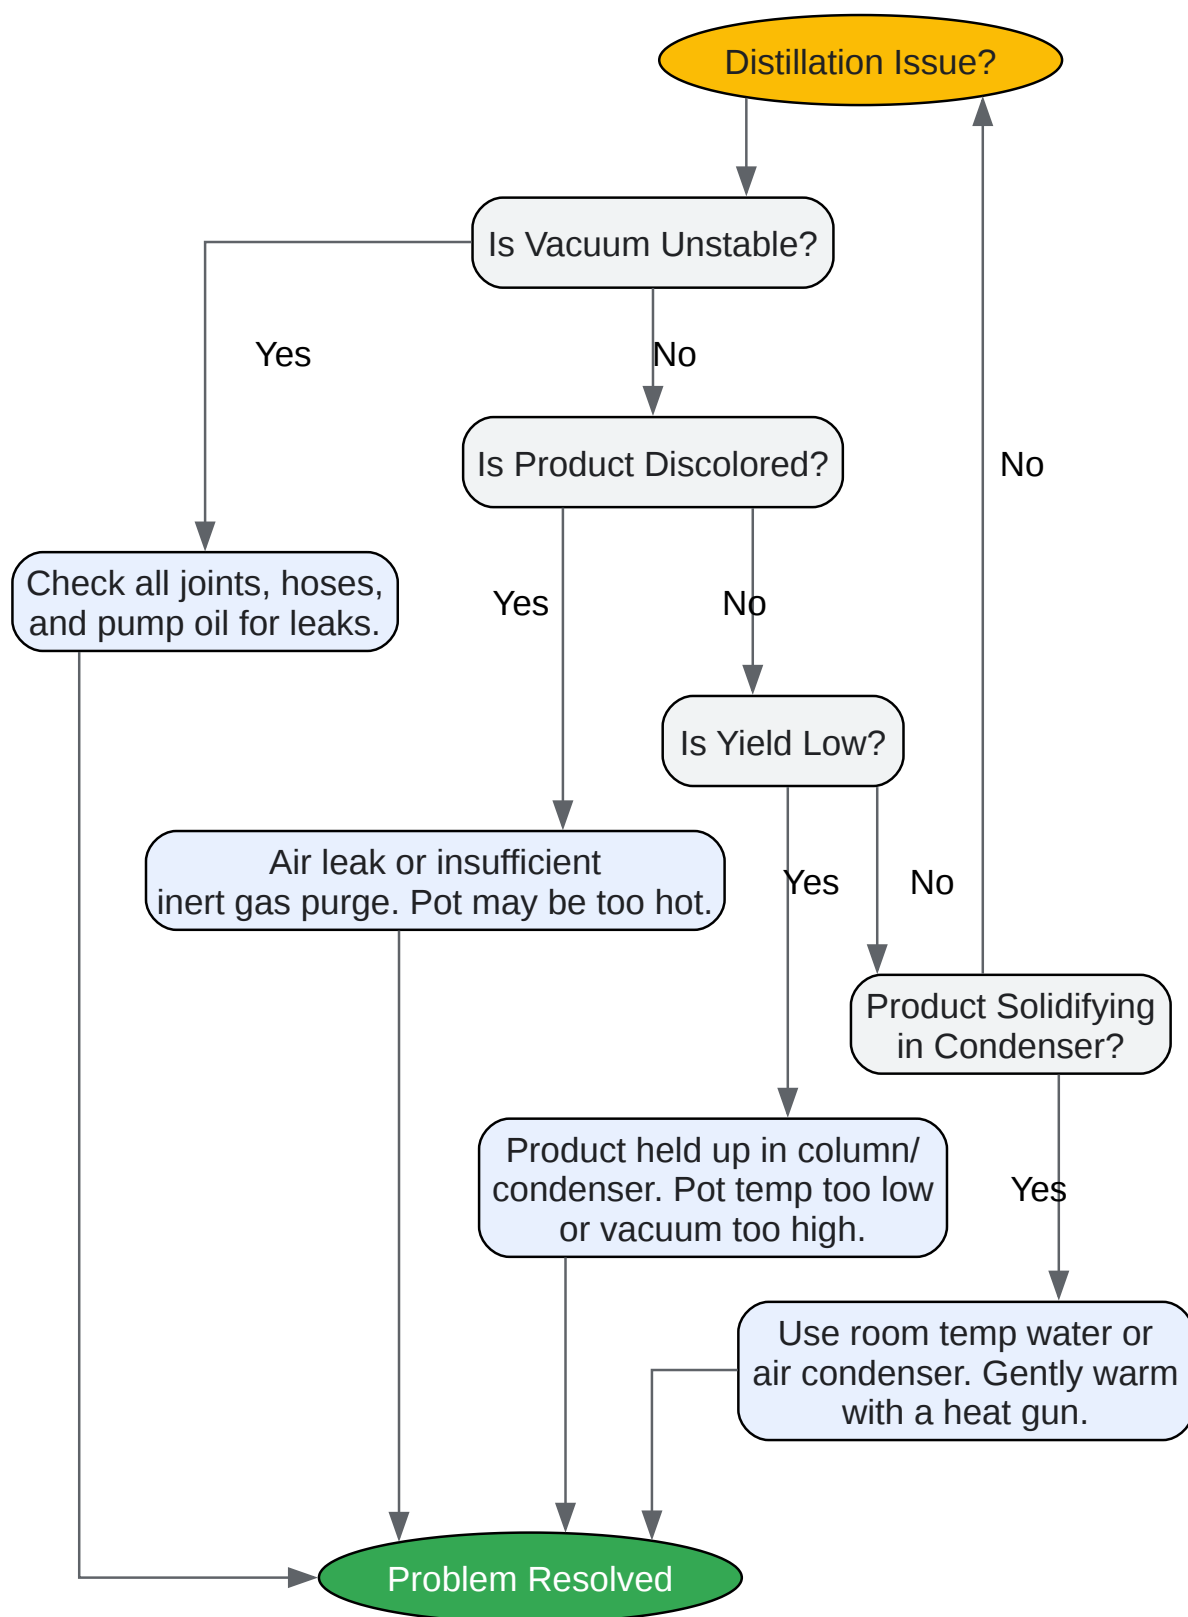 Distillation Issue?
Is Vacuum Unstable?
Yes
No
Is Product Discolored?
No
Check all joints, hoses,
and pump oil for leaks.
Yes
No
Is Yield Low?
Air leak or insufficient
inert gas purge. Pot may be too hot.
Yes
No
Product Solidifying
in Condenser?
Product held up in column/
condenser. Pot temp too low
or vacuum too high.
Yes
Use room temp water or
air condenser. Gently warm
with a heat gun.
Problem Resolved